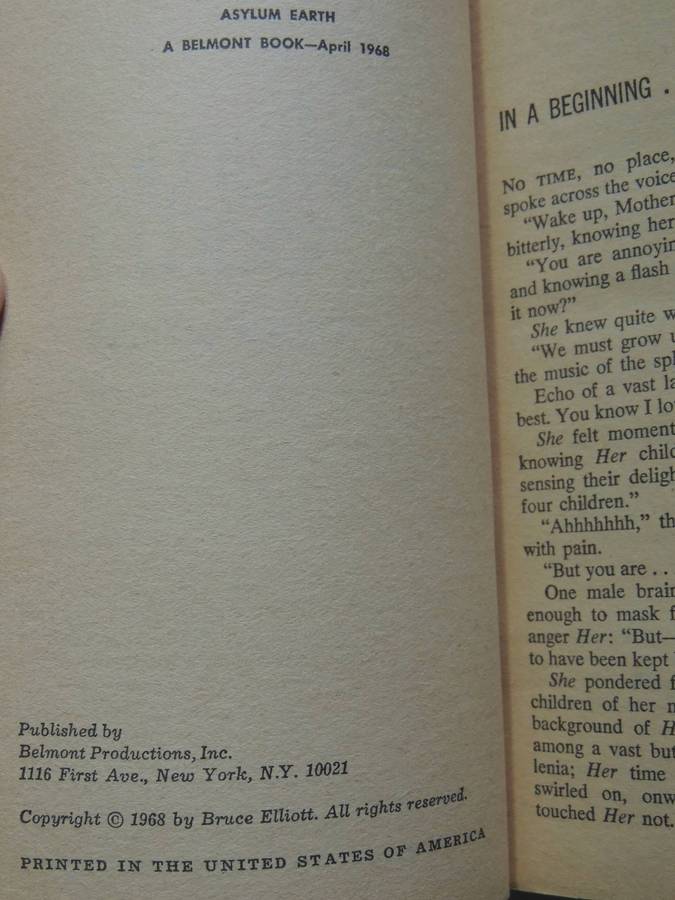 ASYLUM EARTH
A BELMONT BOOK—April 1968
Published by
Belmont Productions, Inc.
1116 First Ave., New York, N.Y. 10021
Copyright © 1968 by Bruce Elliott. All rights reserved.
PRINTED IN THE UNITED STATES OF AMERICA
IN A BEGINNING .
No TIME, no place,
spoke across the voice
"Wake up, Mother
bitterly, knowing her
"You are annoyin
and knowing a flash
it now?"
She knew quite w
"We must grow u
the music of the sp
Echo of a vast la
best. You know I lo
She felt moment
knowing Her child
sensing their deligh
four children."
"Ahhhhhhh," th
with pain.
"But you are . .
One male brain
enough to mask f
anger Her: "But—
to have been kept
She pondered f
children of her m
background of H
among a vast but
lenia; Her time
swirled on, onw
touched Her not.